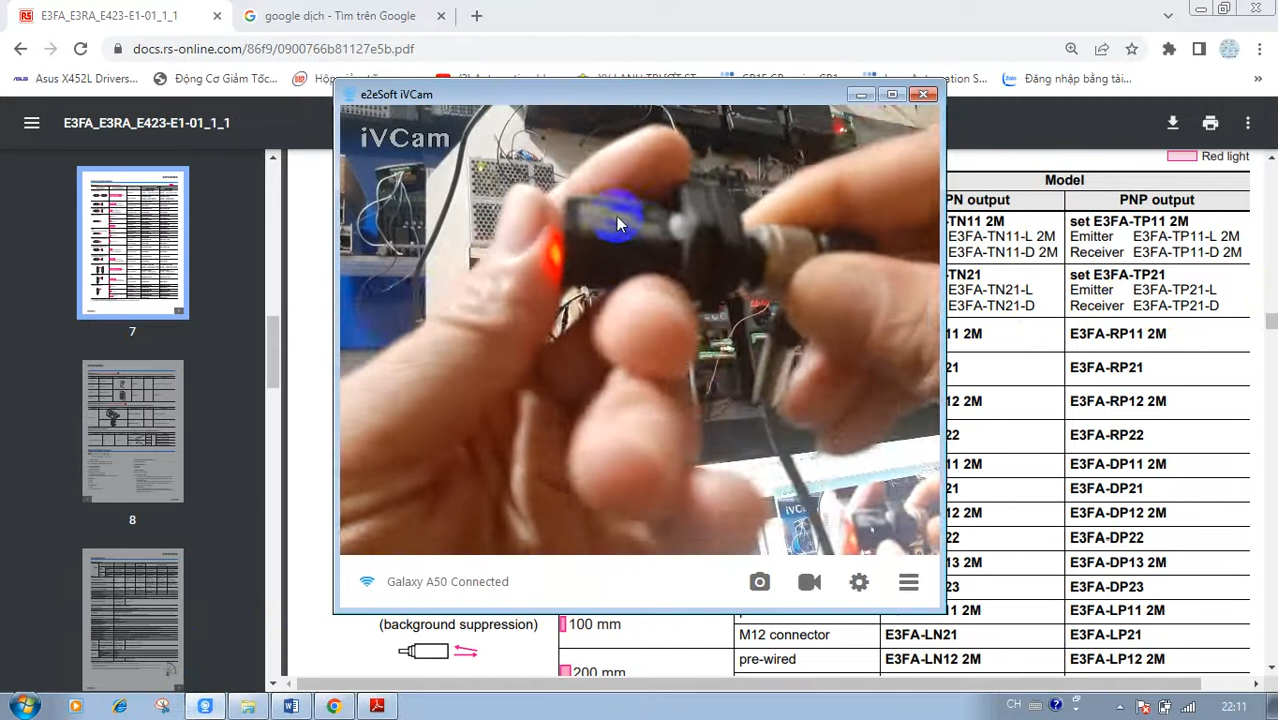 E3FA_E3RA_E423-E1-01_1_1
google dịch - Tìm trên Google
docs.rs-online.com/86f9/0900766b81127e5b.pdf
Asus X452L Drivers...
Động Cơ Giảm Tốc...
Đăng nhập bằng tài...
e2eSoft iVCam
iVCam
E3FA_E3RA_E423-E1-01_1_1
7
8
Red light
Model
PN output
PNP output
-TN11 2M
set E3FA-TP11 2M
E3FA-TN11-L 2M
Emitter E3FA-TP11-L 2M
E3FA-TN11-D 2M
Receiver E3FA-TP11-D 2M
-TN21
set E3FA-TP21
E3FA-TN21-L
Emitter E3FA-TP21-L
E3FA-TN21-D
Receiver E3FA-TP21-D
11 2M
E3FA-RP11 2M
21
E3FA-RP21
12 2M
E3FA-RP12 2M
22
E3FA-RP22
11 2M
E3FA-DP11 2M
21
E3FA-DP21
12 2M
E3FA-DP12 2M
22
E3FA-DP22
13 2M
E3FA-DP13 2M
23
E3FA-DP23
11 2M
E3FA-LP11 2M
(background suppression)
100 mm
M12 connector
E3FA-LN21
E3FA-LP21
pre-wired
E3FA-LN12 2M
E3FA-LP12 2M
200 mm
Galaxy A50 Connected
CH
22:11